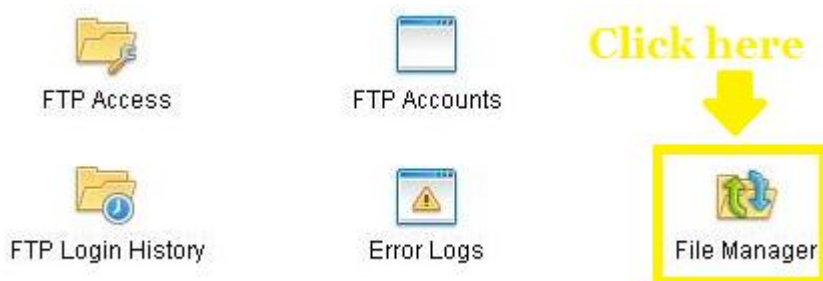 Click here
FTP Access
FTP Accounts
FTP Login History
Error Logs
File Manager